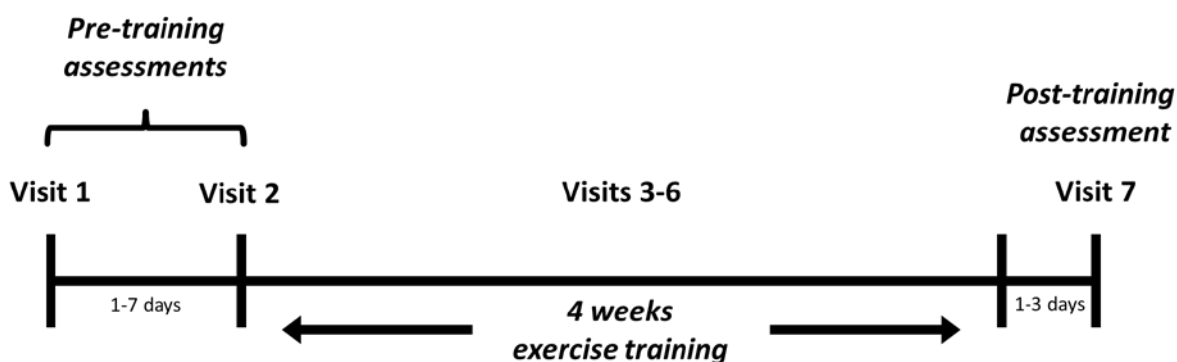 Pre-training
assessments
Post-training
assessment
Visit 1
Visit 2
Visits 3-6
Visit 7
1-7 days
4 weeks
exercise training
1-3 days